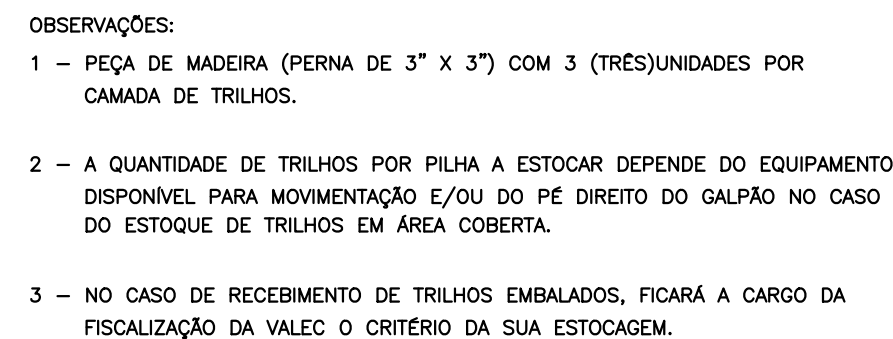 OBSERVAÇÕES:
1 – PEÇA DE MADEIRA (PERNA DE 3” X 3”) COM 3 (TRÊS)UNIDADES POR
CAMADA DE TRILHOS.
2 – A QUANTIDADE DE TRILHOS POR PILHA A ESTOCAR DEPENDE DO EQUIPAMENTO
DISPONÍVEL PARA MOVIMENTAÇÃO E/OU DO PÉ DIREITO DO GALPÃO NO CASO
DO ESTOQUE DE TRILHOS EM ÁREA COBERTA.
3 – NO CASO DE RECEBIMENTO DE TRILHOS EMBALADOS, FICARÁ A CARGO DA
FISCALIZAÇÃO DA VALEC O CRITÉRIO DA SUA ESTOCAGEM.